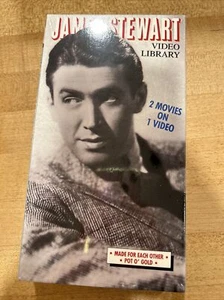 JAMES STEWART
VIDEO
LIBRARY
2 MOVIES
ON
1 VIDEO
• MADE FOR EACH OTHER •
• POT O' GOLD •